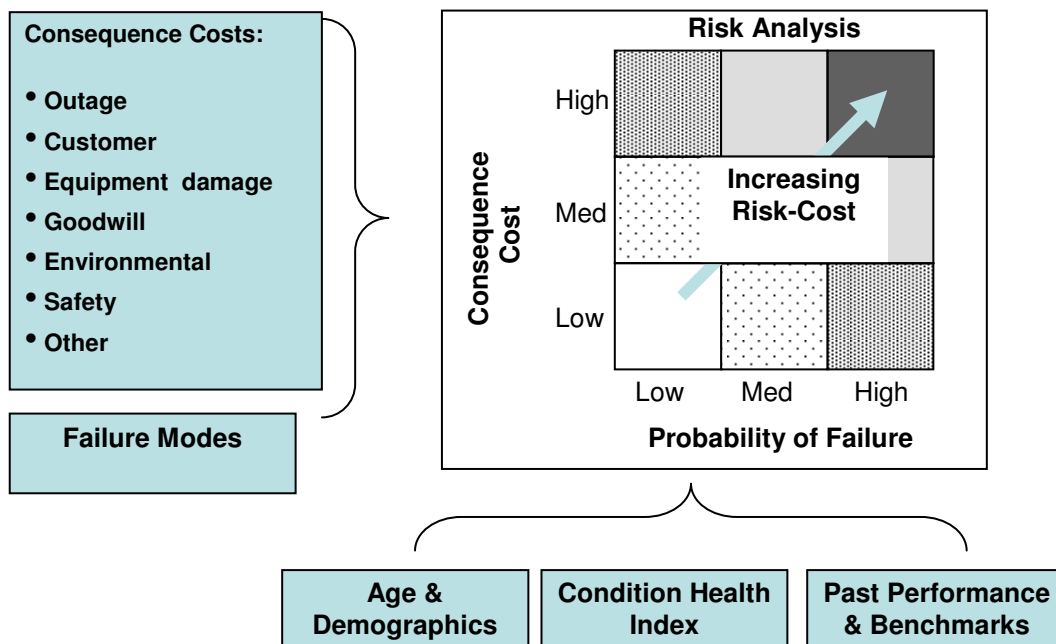 Consequence Costs:
• Outage
• Customer
• Equipment damage
• Goodwill
• Environmental
• Safety
• Other
Failure Modes
Risk Analysis
Consequence
Cost
High
Med
Low
Increasing
Risk-Cost
Low Med High
Probability of Failure
Age &
Demographics
Condition Health
Index
Past Performance
& Benchmarks